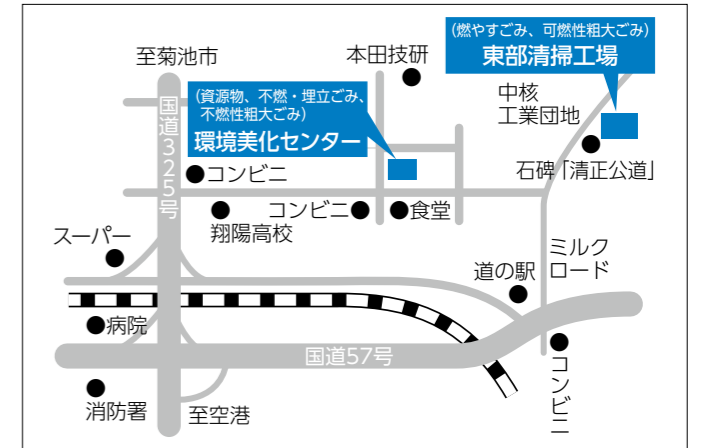 (燃やすごみ、可燃性粗大ごみ)
東部清掃工場
至菊池市
本田技研
中核
工業団地
(資源物、不燃・埋立ごみ、
不燃性粗大ごみ)
環境美化センター
国道325号
石碑「清正公道」
コンビニ
コンビニ
食堂
翔陽高校
スーパー
ミルク
ロード
道の駅
病院
国道57号
コンビニ
消防署
至空港